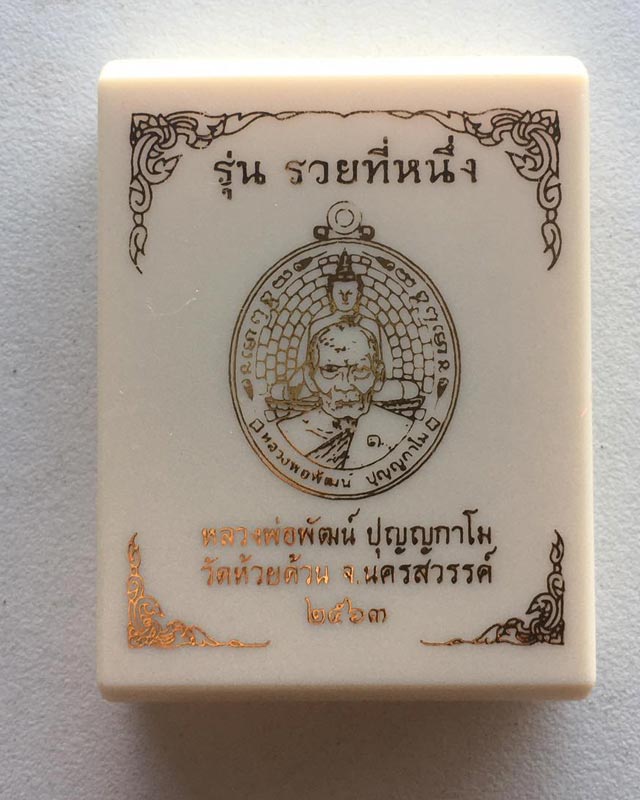 รุ่น รวยที่หนึ่ง
๑
หลวงพ่อพัฒน์ ปุญญกาโม
หลวงพ่อพัฒน์ ปุญญกาโม
วัดห้วยด้วน จ.นครสวรรค์
๒๕๖๓